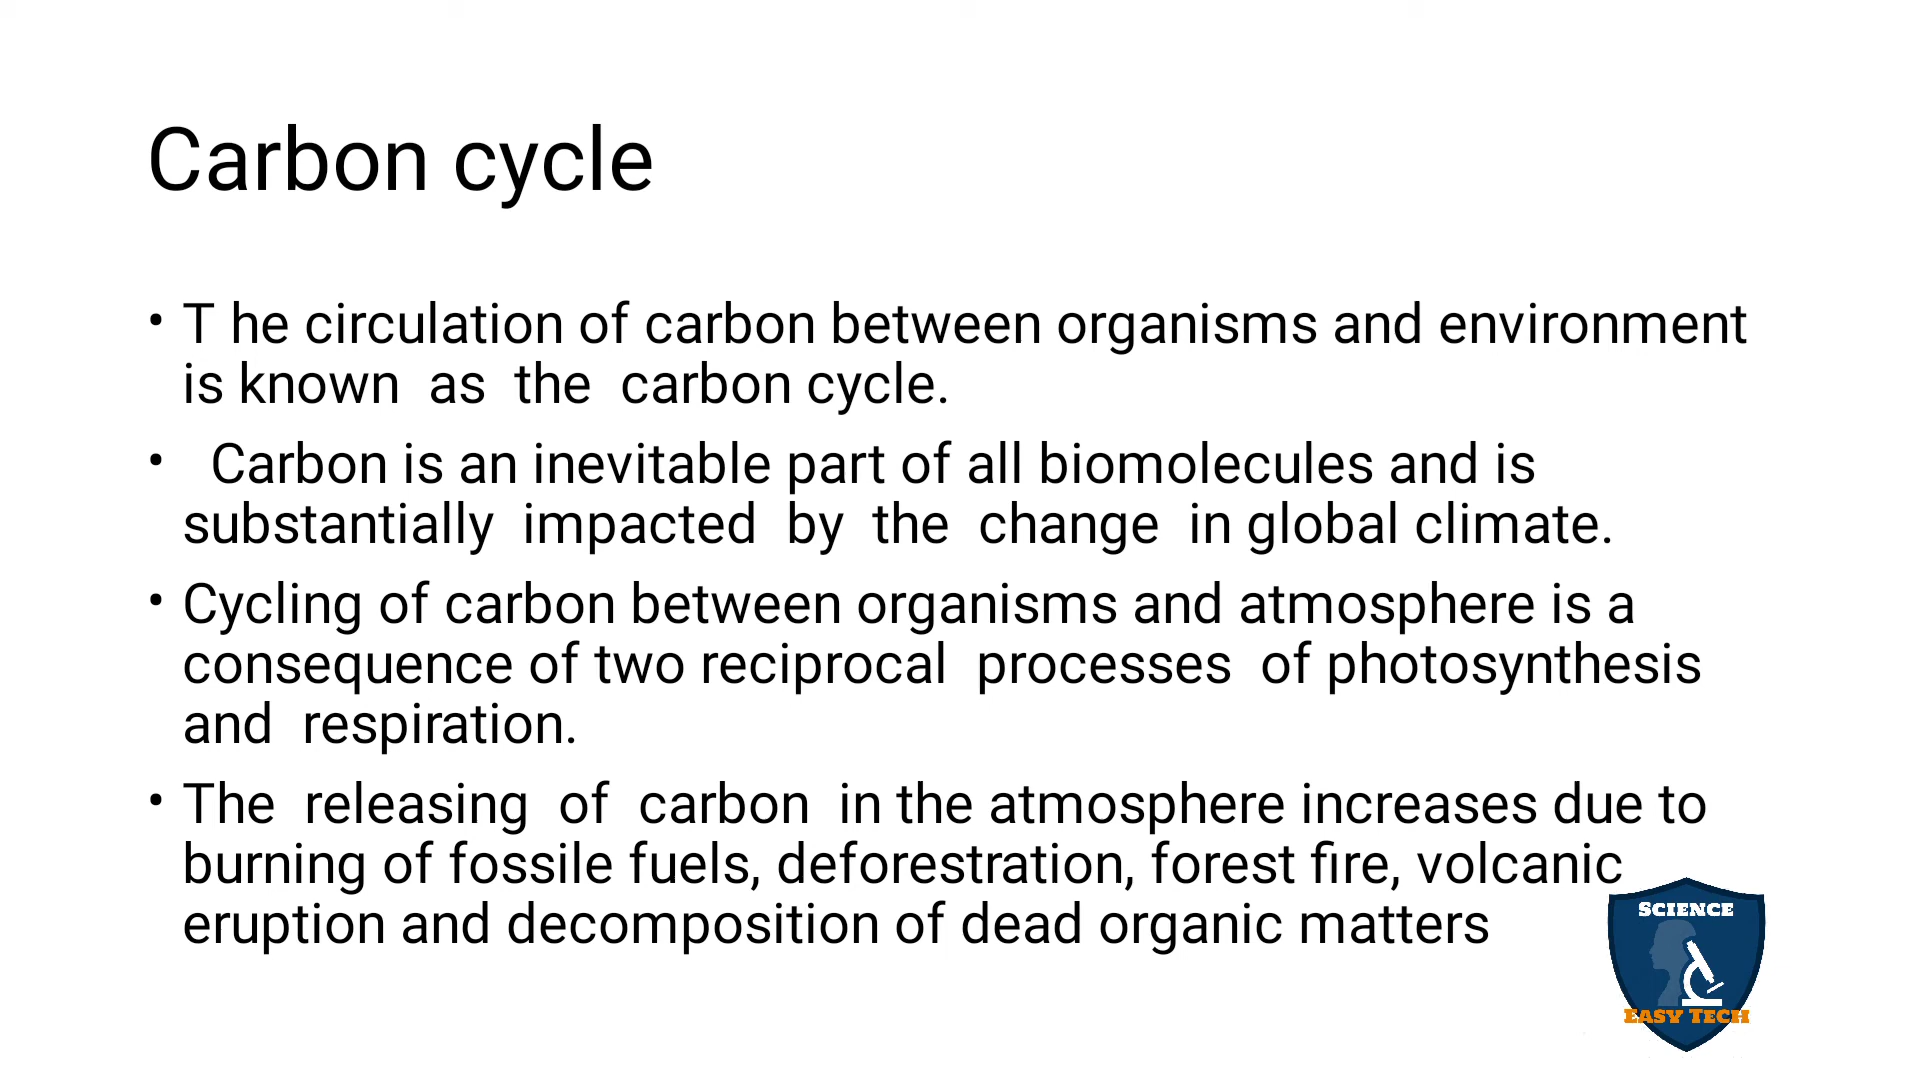 Carbon cycle
• T he circulation of carbon between organisms and environment
is known  as  the  carbon cycle.
•  Carbon is an inevitable part of all biomolecules and is
substantially  impacted  by  the  change  in global climate.
• Cycling of carbon between organisms and atmosphere is a
consequence of two reciprocal  processes  of photosynthesis
and  respiration.
• The  releasing  of  carbon  in the atmosphere increases due to
burning of fossile fuels, deforestration, forest fire, volcanic
eruption and decomposition of dead organic matters
SCIENCE
EASY TECH